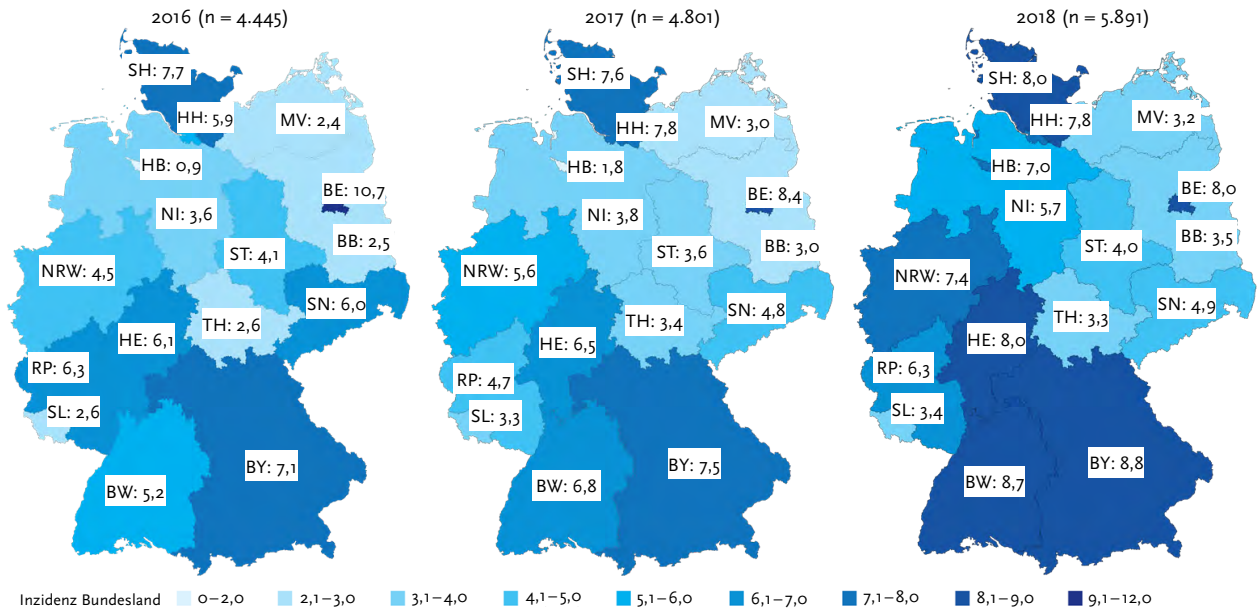 2016 (n = 4.445)
SH: 7,7
HH: 5,9
MV: 2,4
HB: 0,9
BE: 10,7
NI: 3,6
BB: 2,5
ST: 4,1
NRW: 4,5
SN: 6,0
TH: 2,6
HE: 6,1
RP: 6,3
SL: 2,6
BY: 7,1
BW: 5,2
2017 (n = 4.801)
SH: 7,6
HH: 7,8
MV: 3,0
HB: 1,8
BE: 8,4
NI: 3,8
BB: 3,0
ST: 3,6
NRW: 5,6
SN: 4,8
TH: 3,4
HE: 6,5
RP: 4,7
SL: 3,3
BY: 7,5
BW: 6,8
2018 (n = 5.891)
SH: 8,0
HH: 7,8
MV: 3,2
HB: 7,0
BE: 8,0
NI: 5,7
BB: 3,5
ST: 4,0
NRW: 7,4
SN: 4,9
TH: 3,3
HE: 8,0
RP: 6,3
SL: 3,4
BY: 8,8
BW: 8,7
Inzidenz Bundesland 0–2,0 2,1–3,0 3,1–4,0 4,1–5,0 5,1–6,0 6,1–7,0 7,1–8,0 8,1–9,0 9,1–12,0